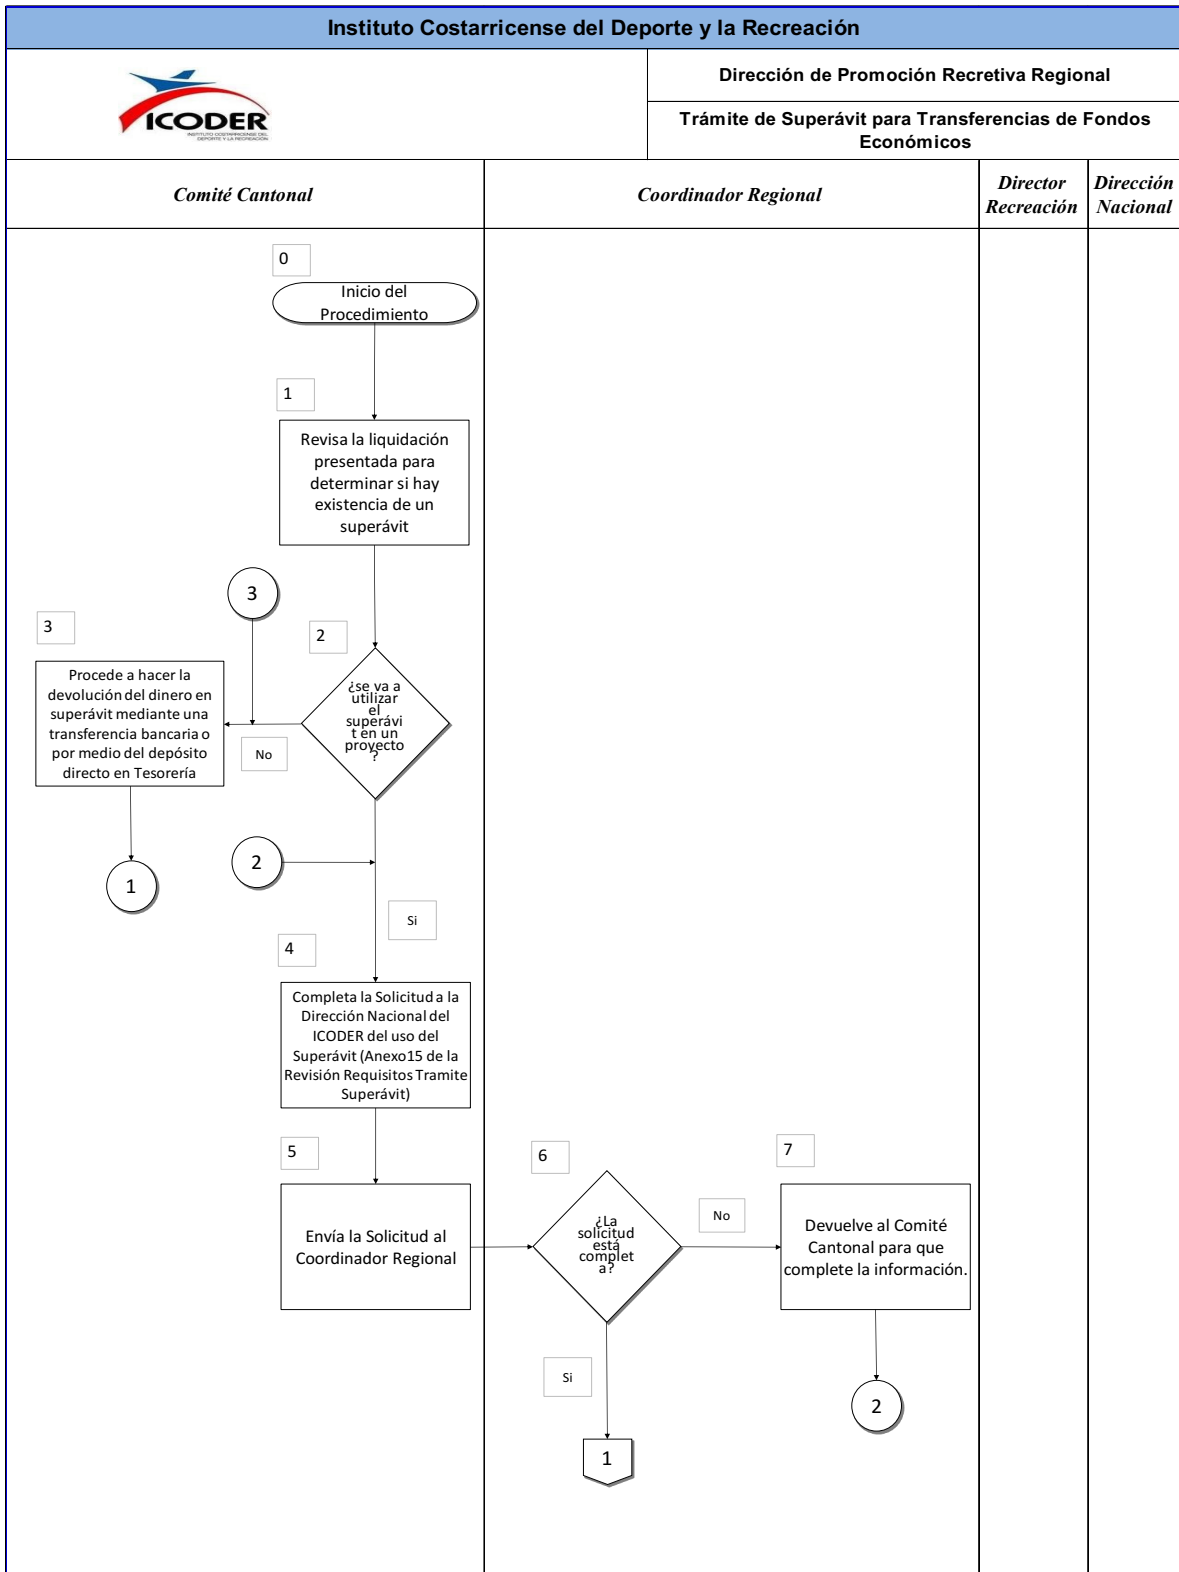 Instituto Costarricense del Deporte y la Recreación
ICODER
INSTITUTO COSTARRICENSE DEL
DEPORTE Y LA RECREACIÓN
Dirección de Promoción Recretiva Regional
Trámite de Superávit para Transferencias de Fondos
Económicos
Comité Cantonal
Coordinador Regional
Director
Recreación
Dirección
Nacional
0
Inicio del
Procedimiento
1
Revisa la liquidación
presentada para
determinar si hay
existencia de un
superávit
3
3
2
Procede a hacer la
devolución del dinero en
superávit mediante una
transferencia bancaria o
por medio del depósito
directo en Tesorería
¿se va a
utilizar
el
superávi
t en un
proyecto
?
No
2
1
Si
4
Completa la Solicitud a la
Dirección Nacional del
ICODER del uso del
Superávit (Anexo15 de la
Revisión Requisitos Tramite
Superávit)
5
Envía la Solicitud al
Coordinador Regional
6
¿La
solicitud
está
complet
a?
No
7
Devuelve al Comité
Cantonal para que
complete la información.
Si
2
1